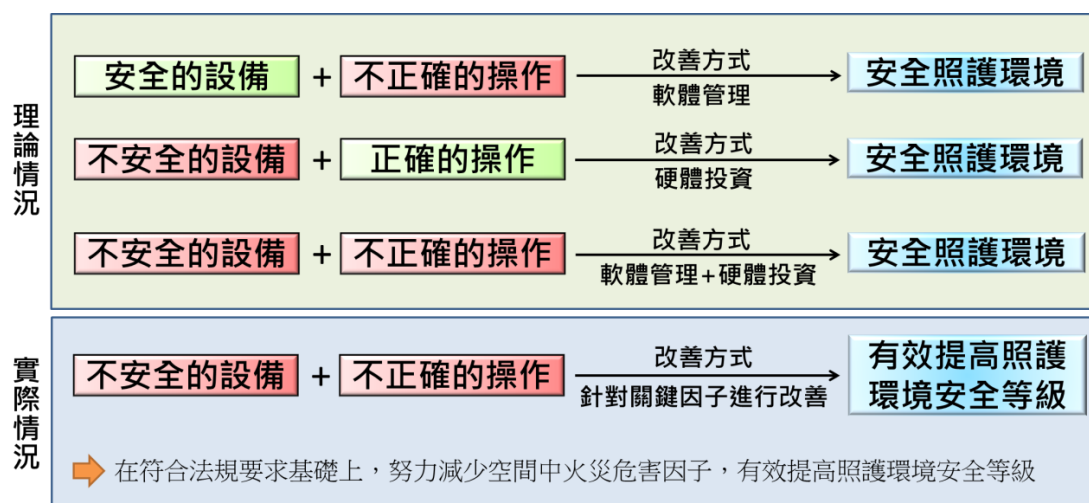 理論情況
安全的設備 + 不正確的操作 改善方式 軟體管理 安全照護環境
不安全的設備 + 正確的操作 改善方式 硬體投資 安全照護環境
不安全的設備 + 不正確的操作 改善方式 軟體管理+硬體投資 安全照護環境
實際情況
不安全的設備 + 不正確的操作 改善方式 針對關鍵因子進行改善
有效提高照護
環境安全等級
在符合法規要求基礎上，努力減少空間中火災危害因子，有效提高照護環境安全等級